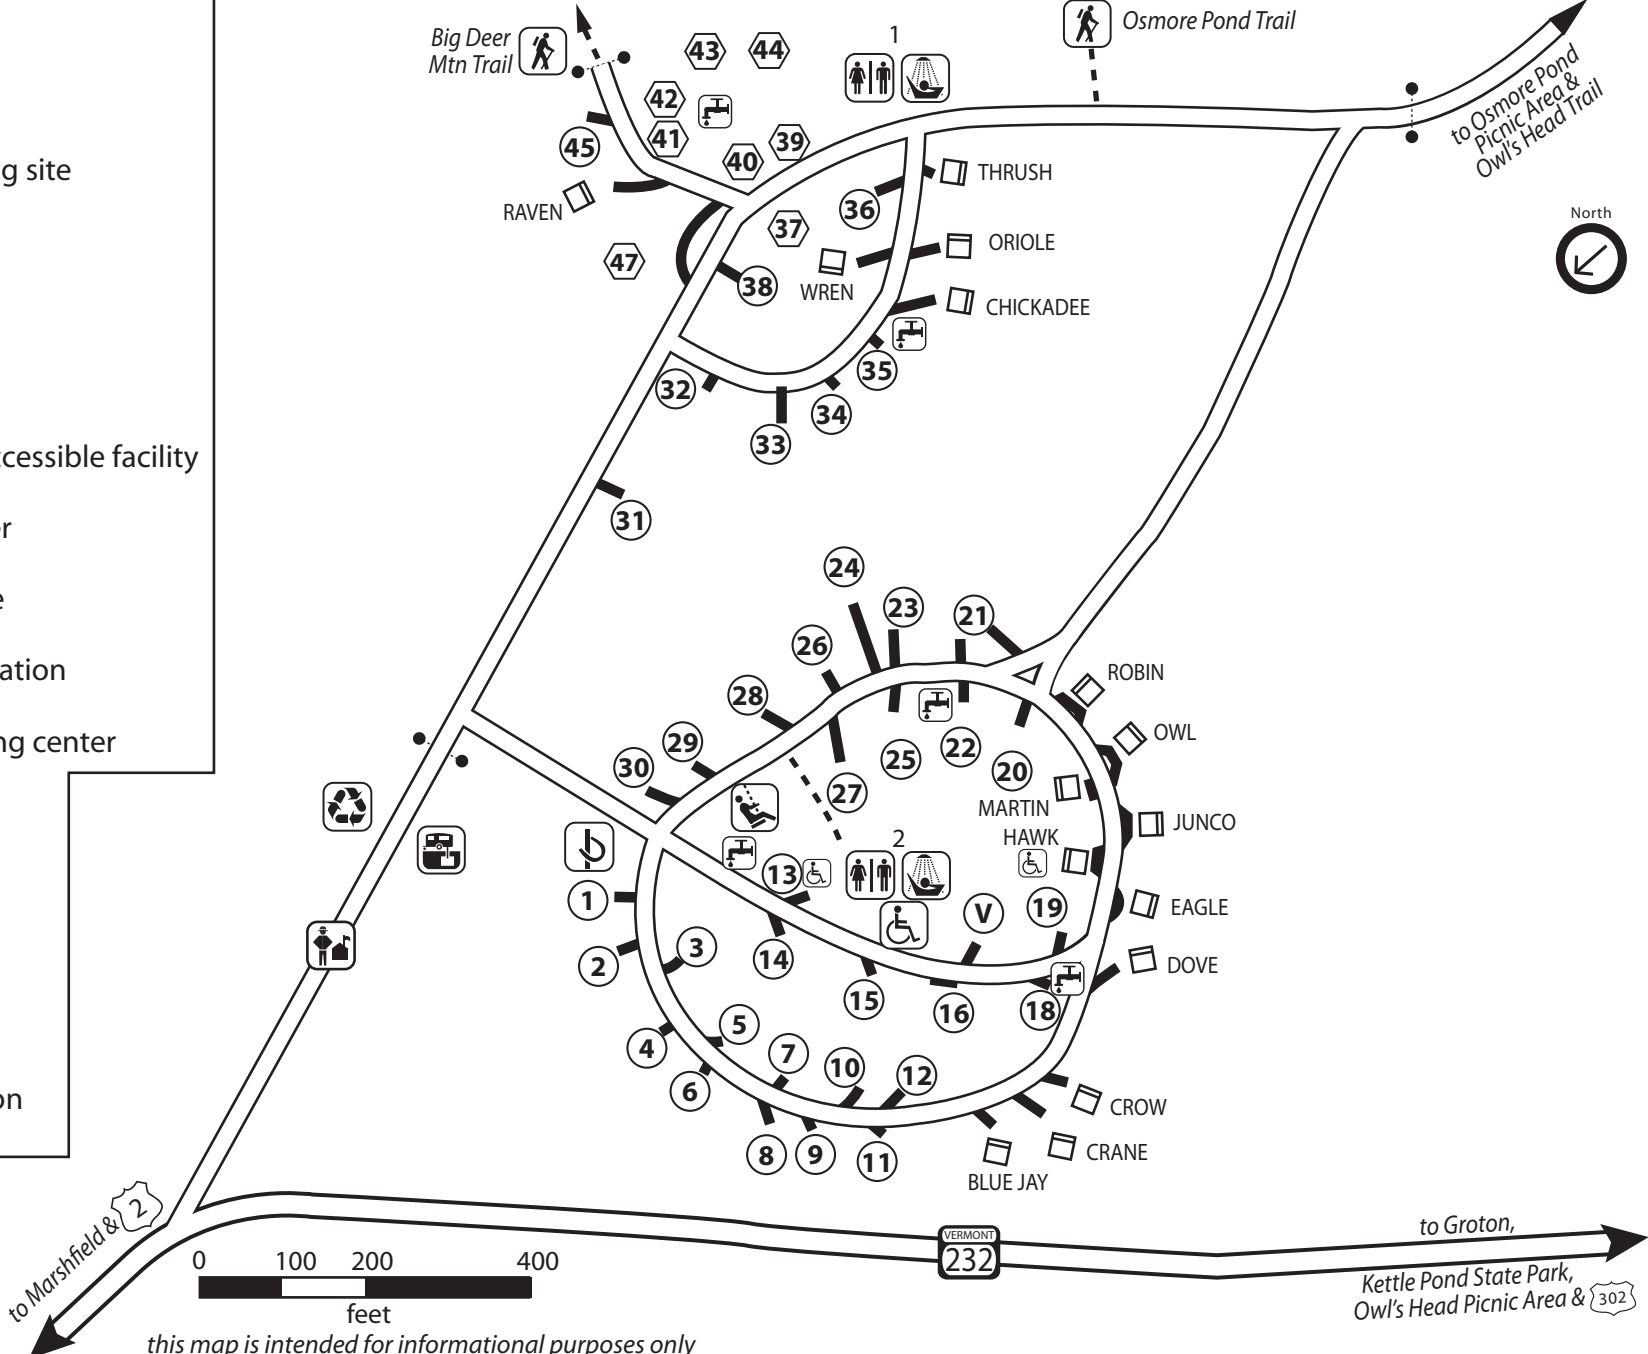 Big Deer
Mtn Trail
43
44
1
Osmore Pond Trail
to Osmore Pond
Picnic Area &
Owl's Head Trail
g site
42
41
45
40
39
RAVEN
THRUSH
36
37
ORIOLE
47
38
WREN
CHICKADEE
North
32
35
34
33
cessible facility
er
31
e
ation
ng center
24
23
21
26
28
ROBIN
OWL
29
30
25
22
20
27
MARTIN
JUNCO
HAWK
2
13
1
V
19
EAGLE
3
2
14
DOVE
15
16
18
5
4
7
10
12
6
CROW
8
9
11
CRANE
BLUE JAY
on
to Marshfield & 2
0 100 200 400
feet
VERMONT
232
to Groton,
Kettle Pond State Park,
Owl's Head Picnic Area & 302
this map is intended for informational purposes only